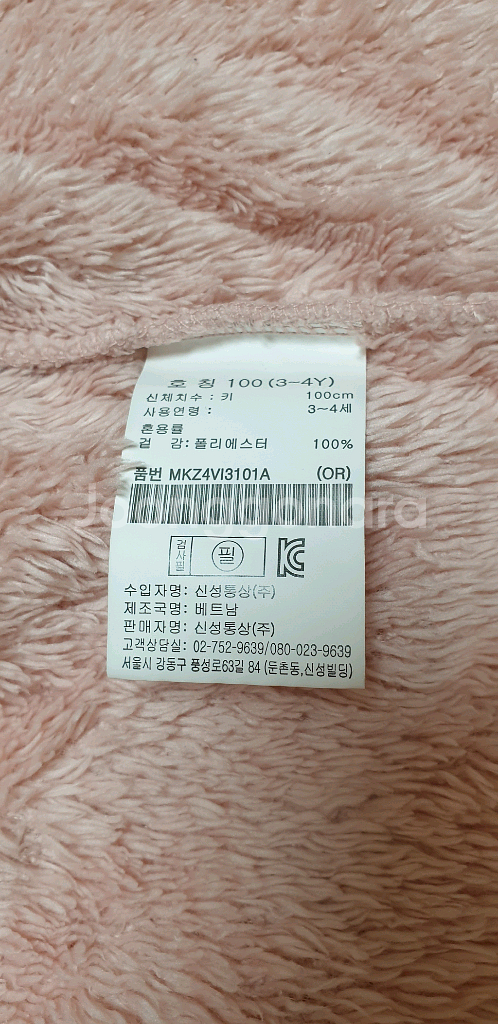 호 칭 100 (3~4Y)
신체치수 : 키 100cm
사용연령 : 3~4세
혼용률
겉 감:폴리에스터 100%
품번 MKZ4VI3101A (OR)
Joonggonara
검사필 필
수입자명: 신성통상(주)
제조국명: 베트남
판매자명: 신성통상(주)
고객상담실: 02-752-9639/080-023-9639
서울시 강동구 풍성로63길 84 (둔촌동,신성빌딩)